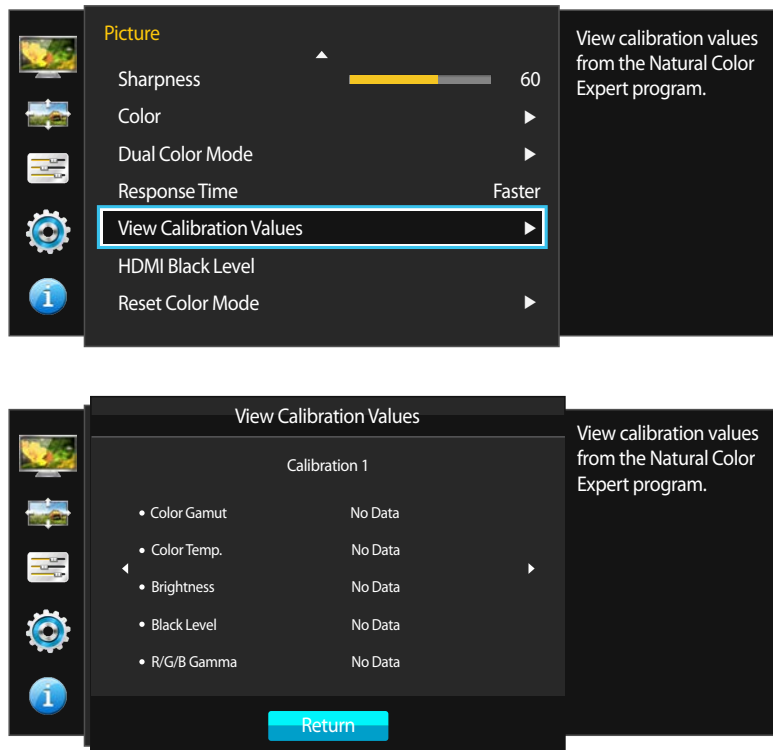 Picture
Sharpness 60
Color
Dual Color Mode
Response Time Faster
View Calibration Values
HDMI Black Level
Reset Color Mode
View calibration values
from the Natural Color
Expert program.
View Calibration Values
Calibration 1
• Color Gamut No Data
• Color Temp. No Data
• Brightness No Data
• Black Level No Data
• R/G/B Gamma No Data
Return
View calibration values
from the Natural Color
Expert program.